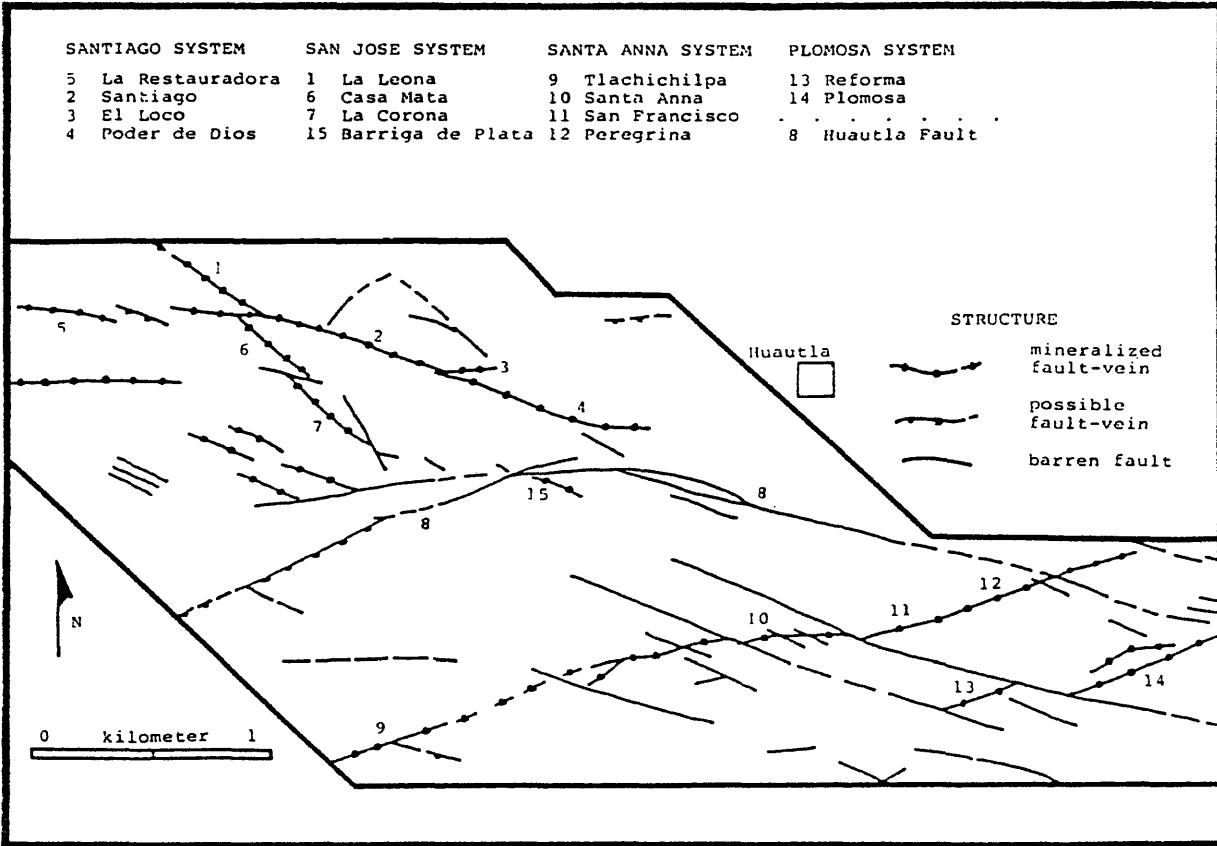 SANTIAGO SYSTEM SAN JOSE SYSTEM SANTA ANNA SYSTEM PLOMOSA SYSTEM
5 La Restauradora 1 La Leona 9 Tlachichilpa 13 Reforma
2 Santiago 6 Casa Mata 10 Santa Anna 14 Plomosa
3 El Loco 7 La Corona 11 San Francisco . . . . . . .
4 Poder de Dios 15 Barriga de Plata 12 Peregrina 8 Huautla Fault
1
5
2
6
3
4
7
STRUCTURE
Huautla
mineralized
fault-vein
possible
fault-vein
barren fault
15
8
8
12
11
10
N
13
14
9
0 kilometer 1